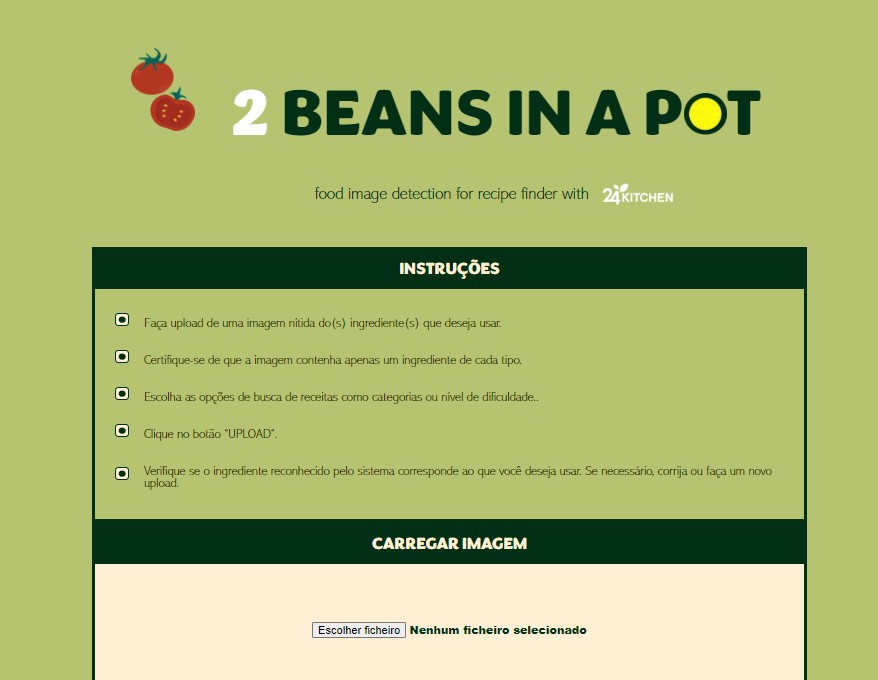 2 BEANS IN A POT
food image detection for recipe finder with 24KITCHEN
INSTRUÇÕES
Faça upload de uma imagem nítida do(s) ingrediente(s) que deseja usar.
Certifique-se de que a imagem contenha apenas um ingrediente de cada tipo.
Escolha as opções de busca de receitas como categorias ou nível de dificuldade..
Clique no botão "UPLOAD".
Verifique se o ingrediente reconhecido pelo sistema corresponde ao que você deseja usar. Se necessário, corrija ou faça um novo
upload.
CARREGAR IMAGEM
Escolher ficheiro Nenhum ficheiro selecionado